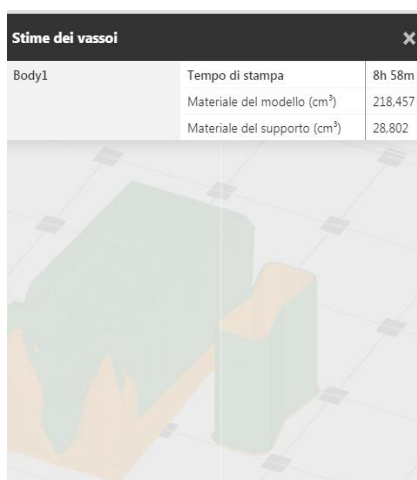 Stime dei vassoi ×
Body1 Tempo di stampa 8h 58m
Materiale del modello (cm³) 218,457
Materiale del supporto (cm³) 28,802